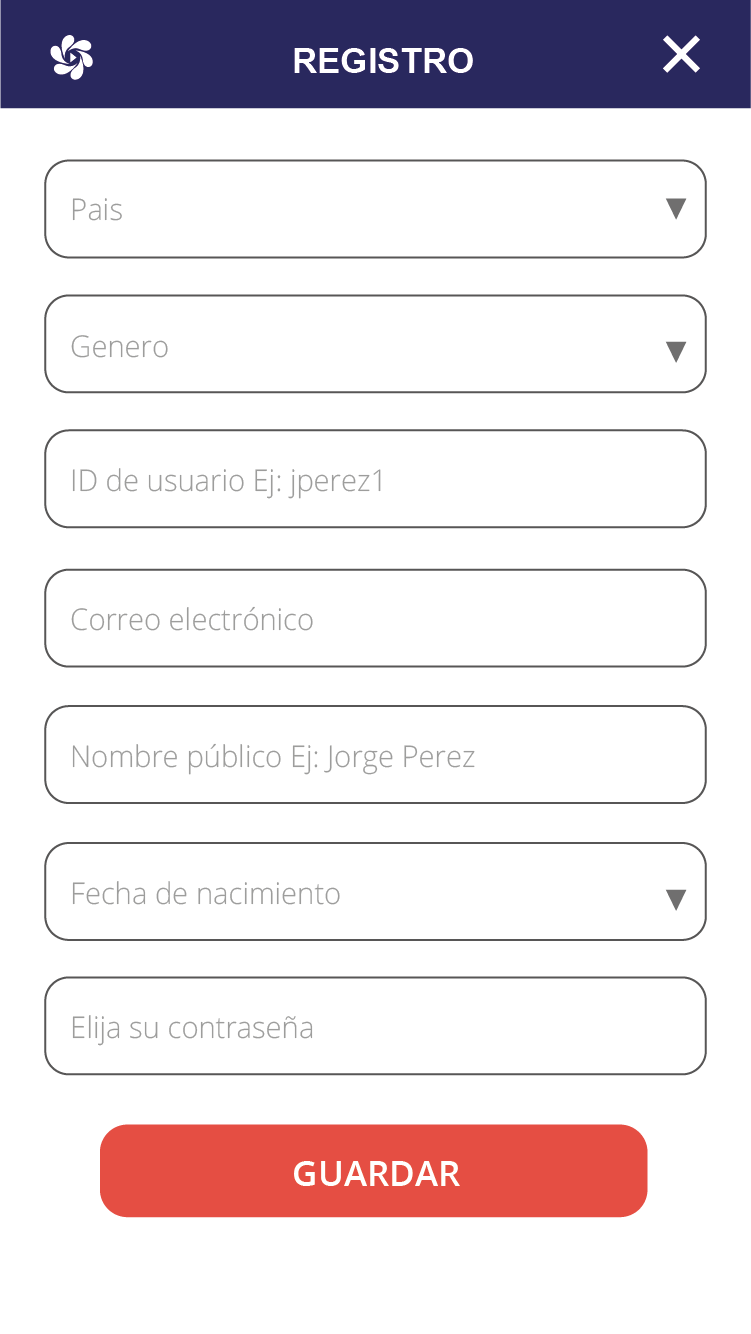 REGISTRO
Pais
Genero
ID de usuario Ej: jperez1
Correo electrónico
Nombre público Ej: Jorge Perez
Fecha de nacimiento
Elija su contraseña
GUARDAR